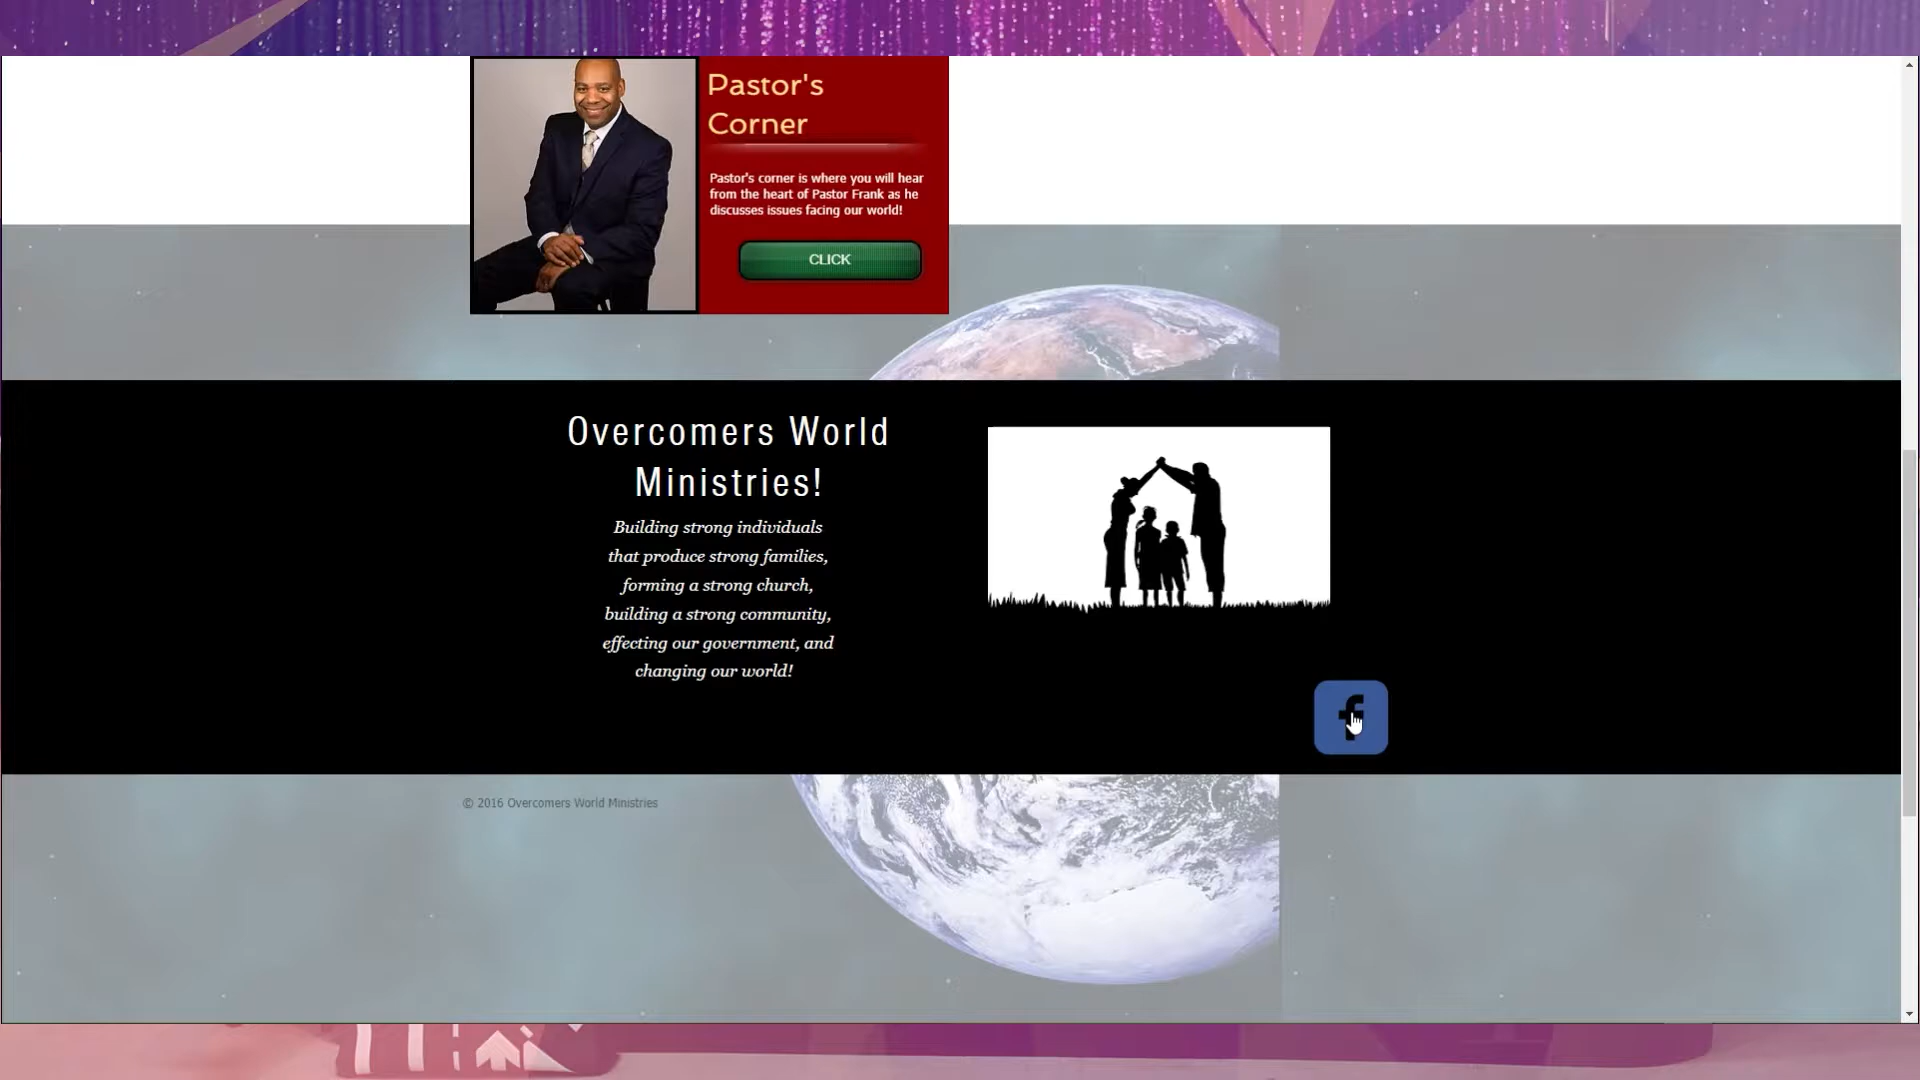 Pastor's
Corner
Pastor's corner is where you will hear
from the heart of Pastor Frank as he
discusses issues facing our world!
CLICK
Overcomers World
Ministries!
Building strong individuals
that produce strong families,
forming a strong church,
building a strong community,
effecting our government, and
changing our world!
f
© 2016 Overcomers World Ministries